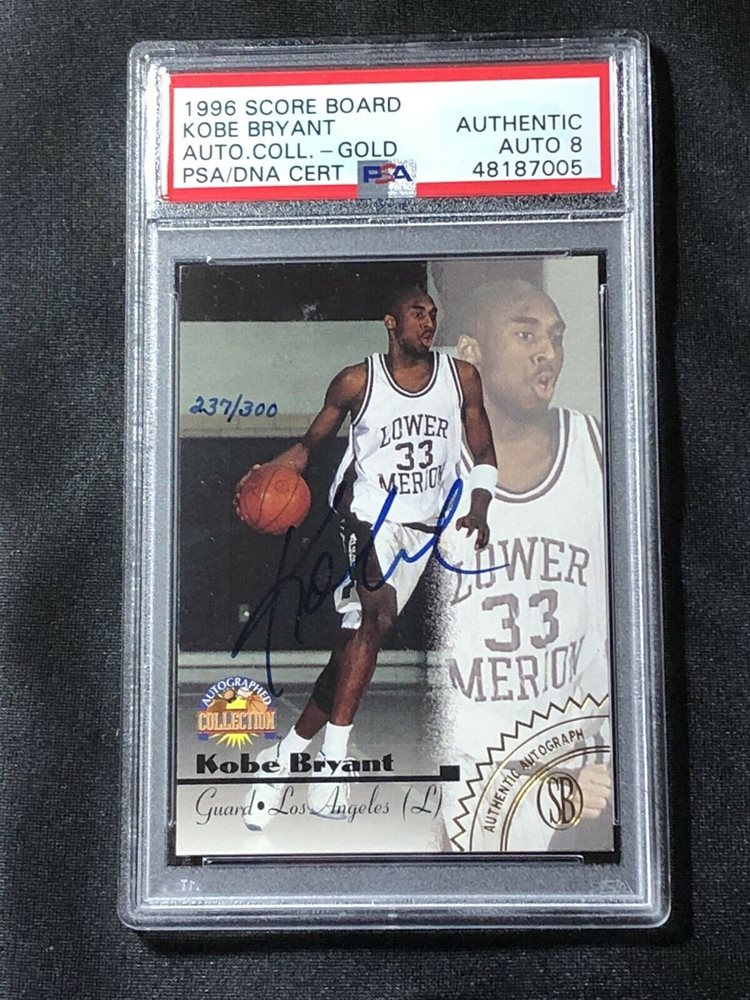 1996 SCORE BOARD
KOBE BRYANT
AUTO.COLL.-GOLD
PSA/DNA CERT
PSA
AUTHENTIC
AUTO 8
48187005
237/300
LOWER
33
MERION
LOWER
33
MERION
AUTOGRAPHED
COLLECTION
Kobe Bryant
Guard•Los Angeles (L)
AUTHENTIC AUTOGRAPH
SB